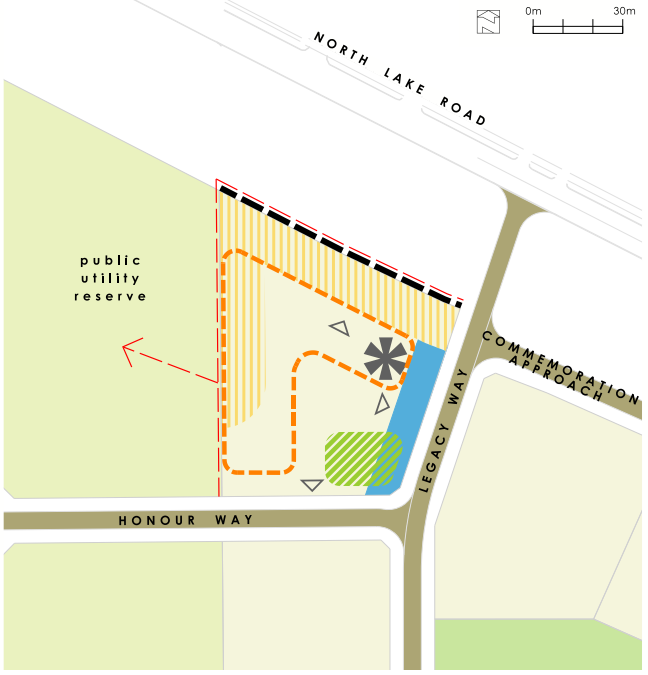 0m 30m
NORTH LAKE ROAD
public
utility
reserve
COMMEMORATION
APPROACH
LEGACY WAY
HONOUR WAY